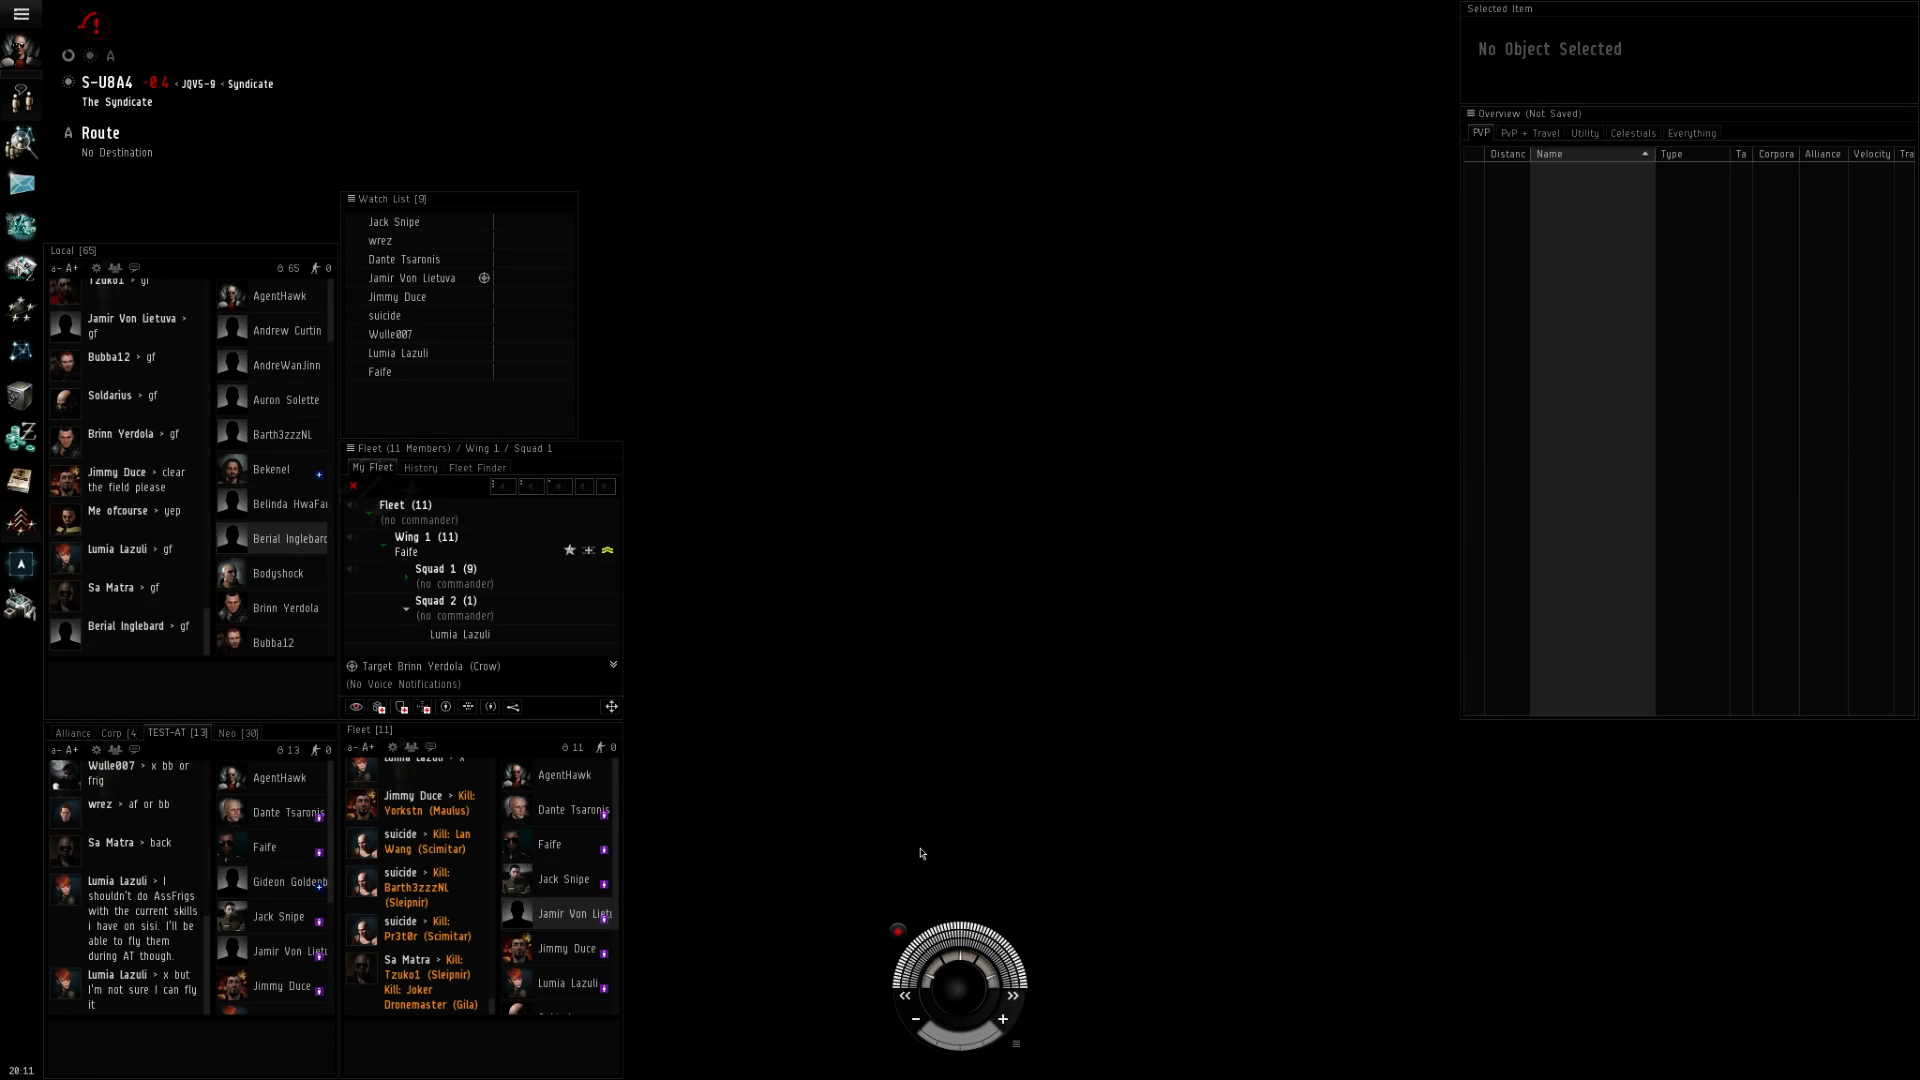 S-U8A4 -0.4 < JQV5-9 < Syndicate
The Syndicate
A Route
No Destination
Selected Item
No Object Selected
Overview (Not Saved)
PVP PvP + Travel Utility Celestials Everything
Distanc Name Type Ta Corpora Alliance Velocity Tra
Watch List [9]
Jack Snipe
wrez
Dante Tsaronis
Jamir Von Lietuva
Jimmy Duce
suicide
Wulle007
Lumia Lazuli
Faife
Local [65]
a- A+ 65 0
Tzuko1 > gf
Jamir Von Lietuva >
gf
Bubba12 > gf
Soldarius > gf
Brinn Yerdola > gf
Jimmy Duce > clear
the field please
Me ofcourse > yep
Lumia Lazuli > gf
Sa Matra > gf
Berial Inglebard > gf
AgentHawk
Andrew Curtin
AndreWanJinn
Auron Solette
Barth3zzzNL
Bekenel
Belinda HwaFa
Berial Inglebard
Bodyshock
Brinn Yerdola
Bubba12
Fleet (11 Members) / Wing 1 / Squad 1
My Fleet History Fleet Finder
Fleet (11)
(no commander)
Wing 1 (11)
Faife
Squad 1 (9)
(no commander)
Squad 2 (1)
(no commander)
Lumia Lazuli
Target Brinn Yerdola (Crow)
(No Voice Notifications)
Alliance Corp [4 TEST-AT [13] Neo [30]
a- A+ 13 0
Wulle007 > x bb or
frig
wrez > af or bb
Sa Matra > back
Lumia Lazuli > I
shouldn't do AssFrigs
with the current skills
i have on sisi. I'll be
able to fly them
during AT though.
Lumia Lazuli > x but
I'm not sure I can fly
it
AgentHawk
Dante Tsaronis
Faife
Gideon Goldenb
Jack Snipe
Jamir Von Lietu
Jimmy Duce
Fleet [11]
a- A+ 11 0
Lumia Lazuli > x
Jimmy Duce > Kill:
Yorkstn (Maulus)
suicide > Kill: Lan
Wang (Scimitar)
suicide > Kill:
Barth3zzzNL
(Sleipnir)
suicide > Kill:
Pr3t0r (Scimitar)
Sa Matra > Kill:
Tzuko1 (Sleipnir)
Kill: Joker
Dronemaster (Gila)
AgentHawk
Dante Tsaronis
Faife
Jack Snipe
Jamir Von Lietu
Jimmy Duce
Lumia Lazuli
20:11